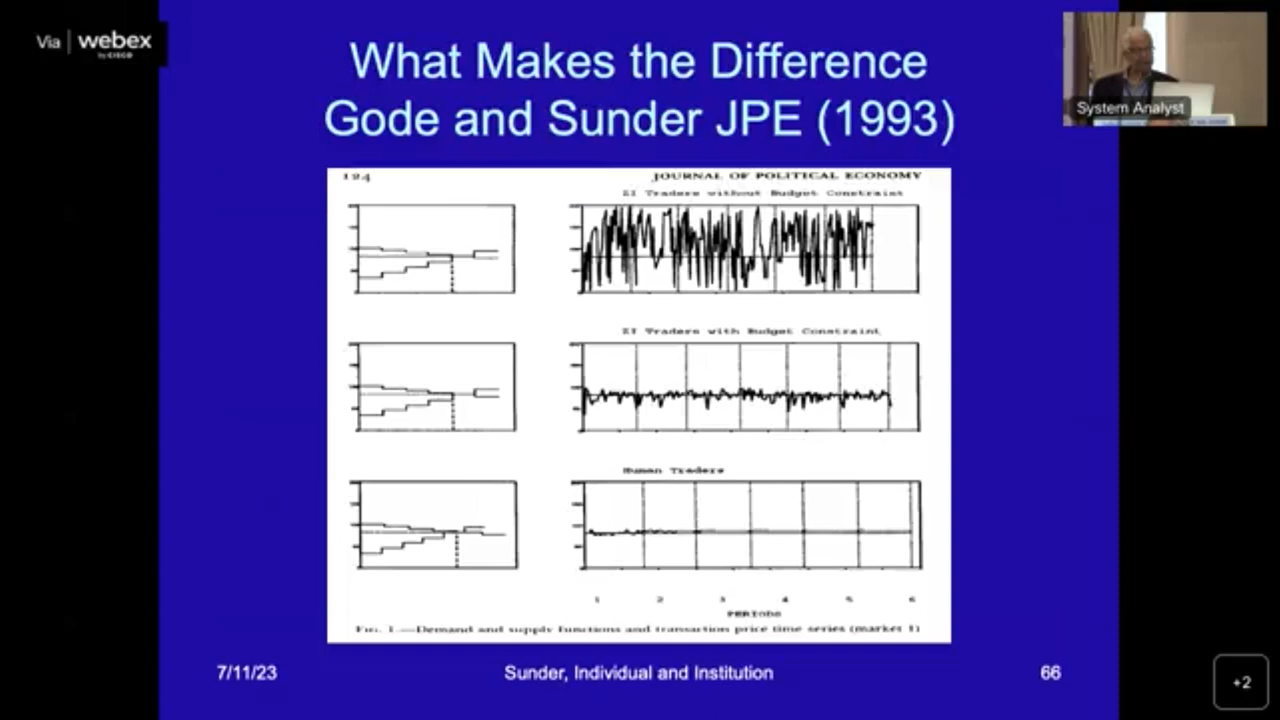 Via webex
by CISCO
System Analyst
What Makes the Difference
Gode and Sunder JPE (1993)
124 JOURNAL OF POLITICAL ECONOMY
ZI Traders without Budget Constraint
ZI Traders with Budget Constraint
Human Traders
1 2 3 4 5 6
PERIODS
FIG. 1.—Demand and supply functions and transaction price time series (market 1)
7/11/23 Sunder, Individual and Institution 66
+2